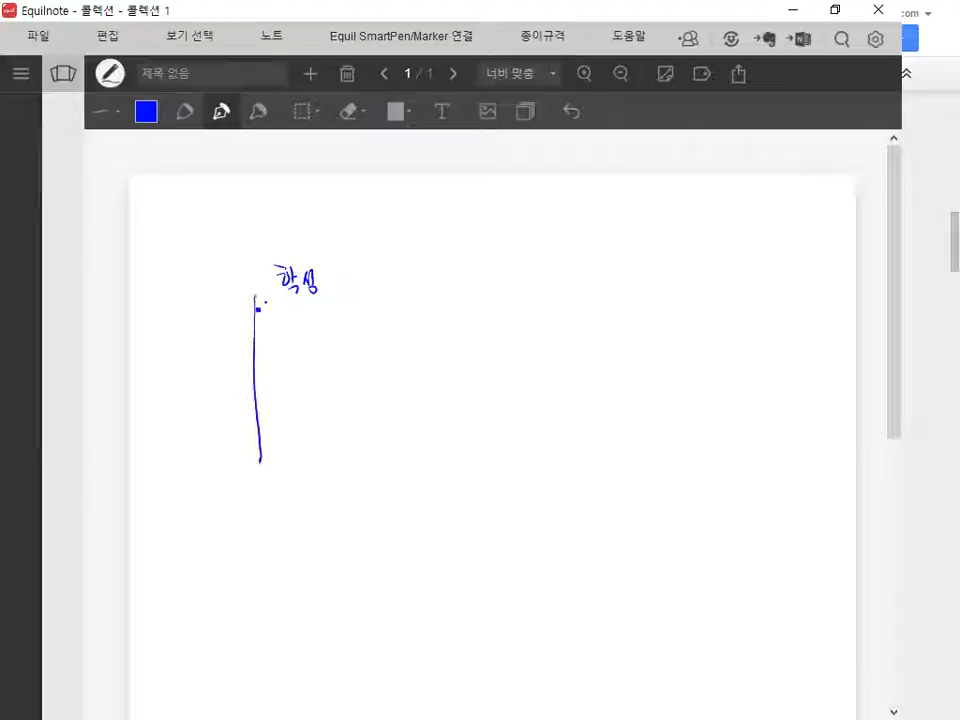 Equilnote - 콜렉션 - 콜렉션 1
.com
파일 편집 보기 선택 노트 Equil SmartPen/Marker 연결 종이규격 도움말
제목 없음 1 / 1 너비 맞춤
T
학생